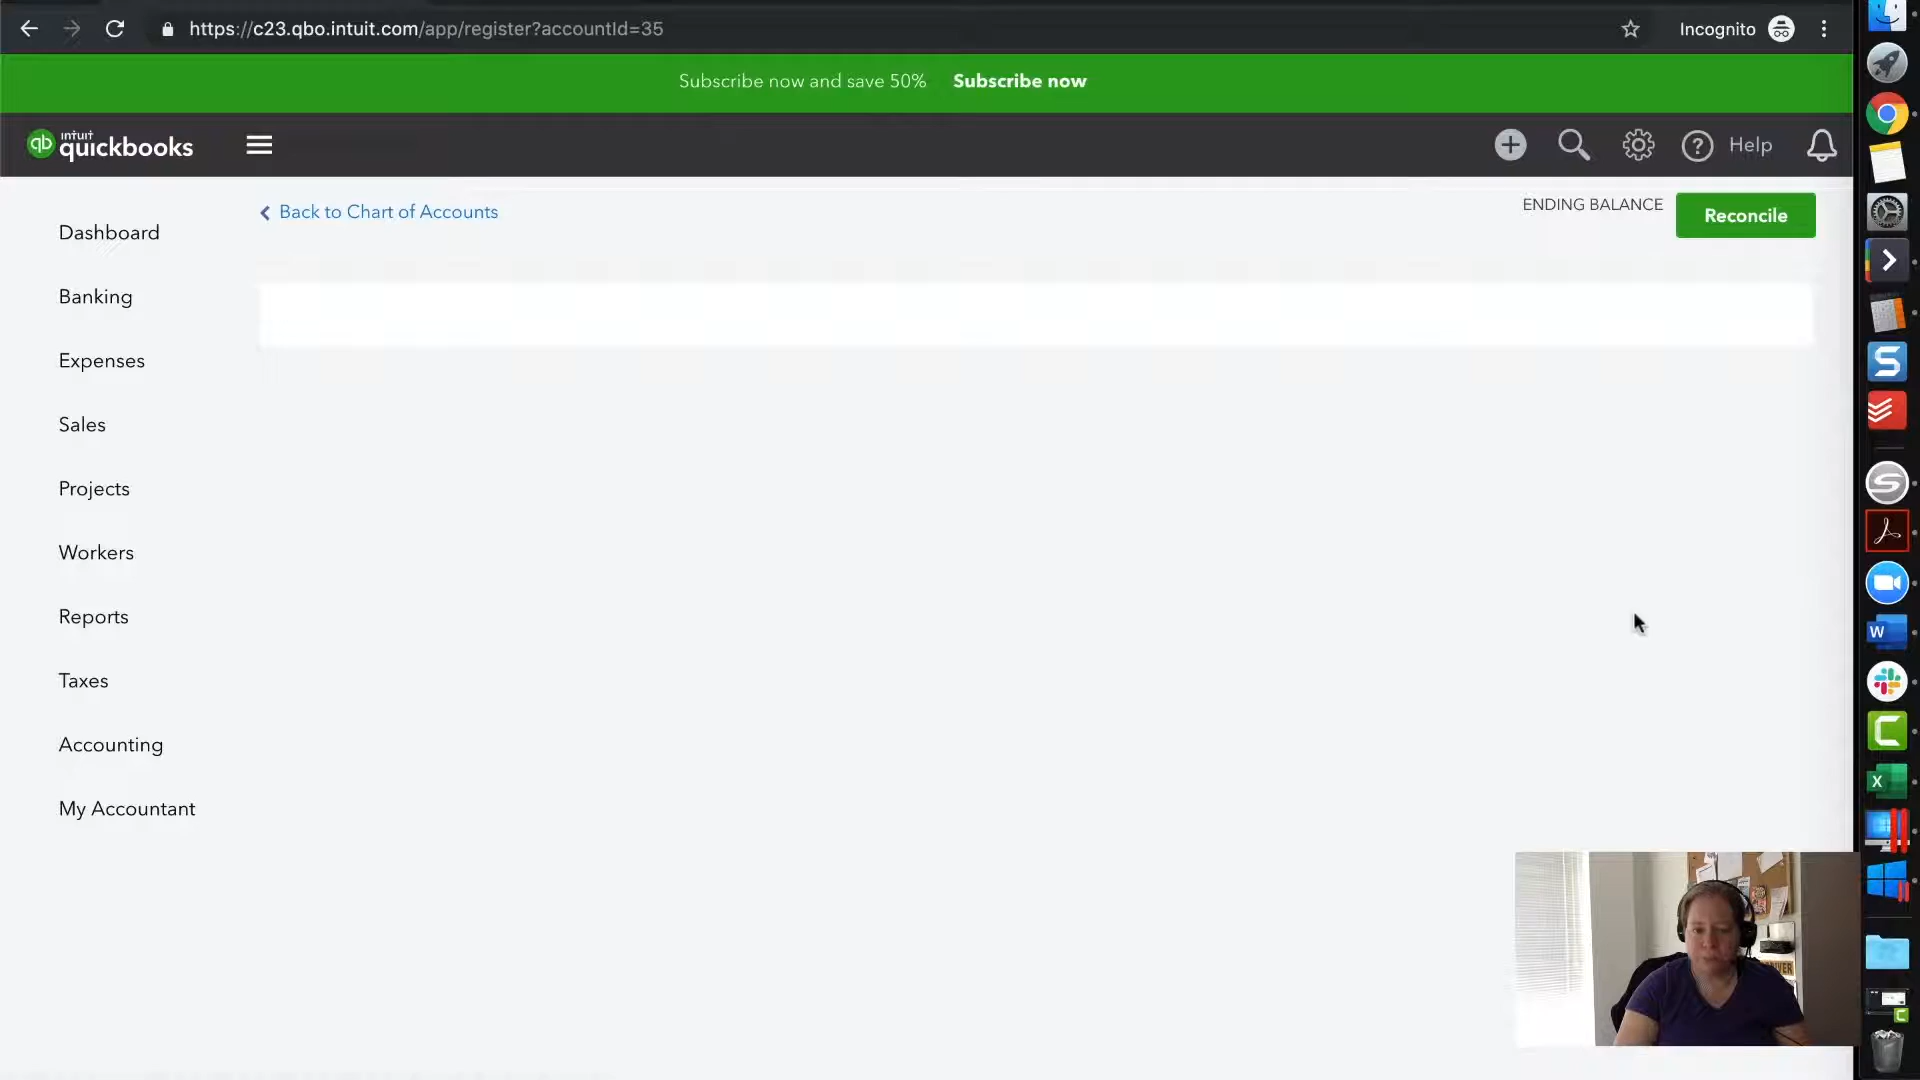 https://c23.qbo.intuit.com/app/register?accountId=35
Incognito
Subscribe now and save 50% Subscribe now
qb intuit quickbooks
Help
Back to Chart of Accounts
ENDING BALANCE
Reconcile
Dashboard
Banking
Expenses
Sales
Projects
Workers
Reports
Taxes
Accounting
My Accountant